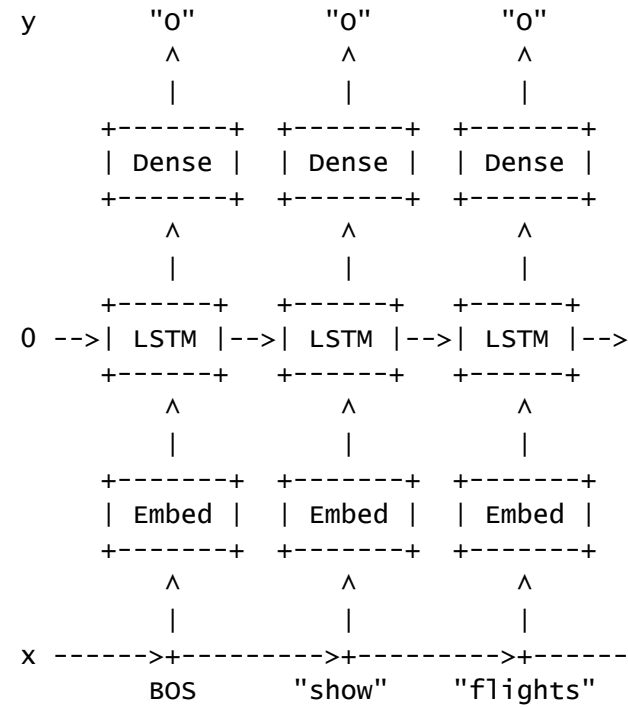 y "O" "O" "O"
^ ^ ^
| | |
+-------+ +-------+ +-------+
| Dense | | Dense | | Dense |
+-------+ +-------+ +-------+
^ ^ ^
| | |
+------+ +------+ +------+
0 -->| LSTM |-->| LSTM |-->| LSTM |-->
+------+ +------+ +------+
^ ^ ^
| | |
+-------+ +-------+ +-------+
| Embed | | Embed | | Embed |
+-------+ +-------+ +-------+
^ ^ ^
| | |
x ------>+--------->+--------->+------
BOS "show" "flights"